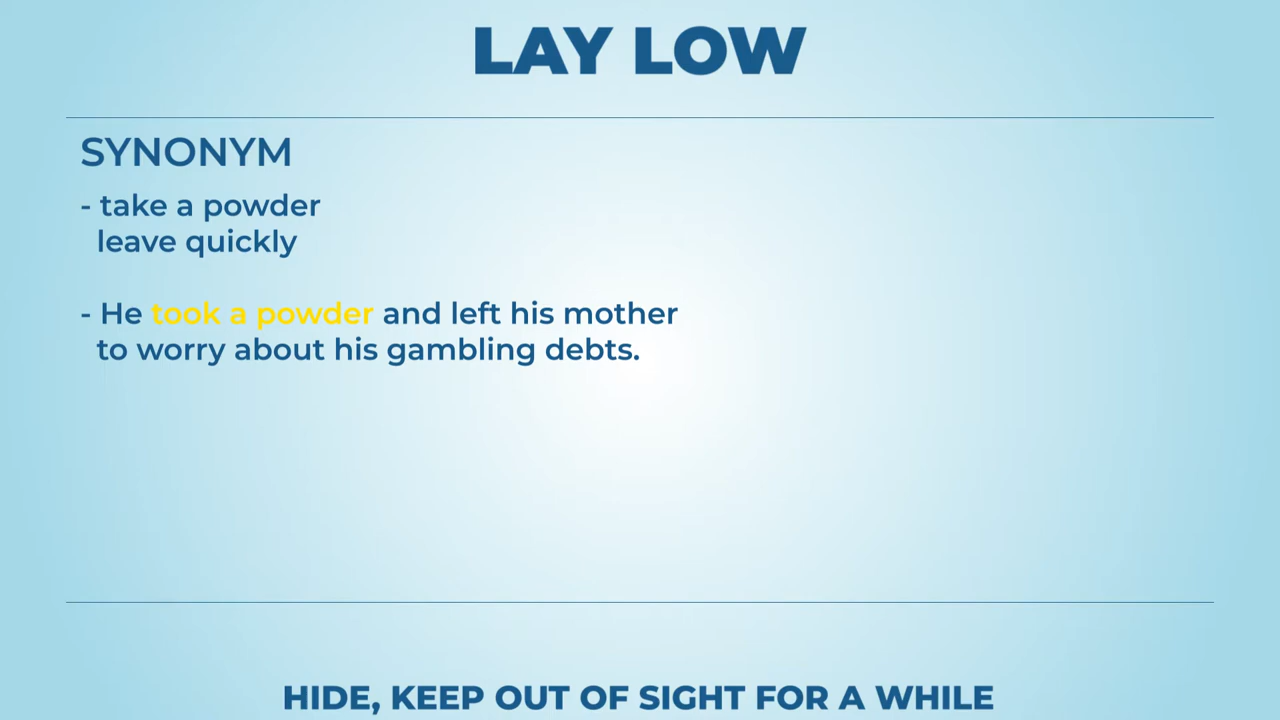 LAY LOW
SYNONYM
- take a powder
leave quickly
- He took a powder and left his mother
to worry about his gambling debts.
HIDE, KEEP OUT OF SIGHT FOR A WHILE